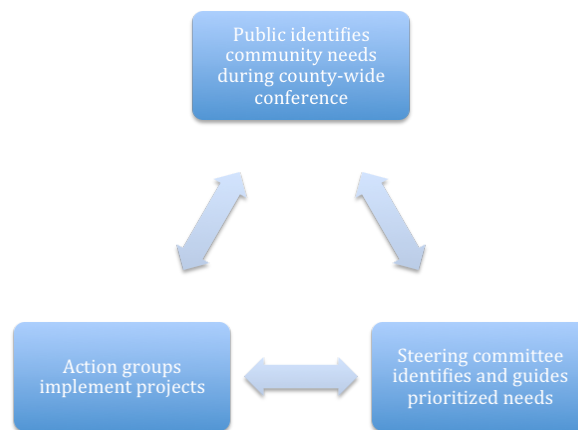 Public identifies
community needs
during county-wide
conference
Action groups
implement projects
Steering committee
identifies and guides
prioritized needs